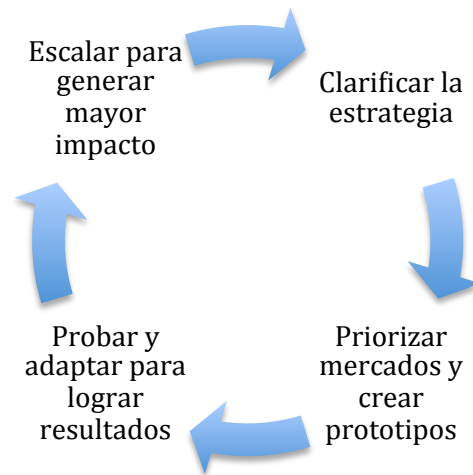 Escalar para
generar
mayor
impacto
Clarificar la
estrategia
Priorizar
mercados y
crear
prototipos
Probar y
adaptar para
lograr
resultados